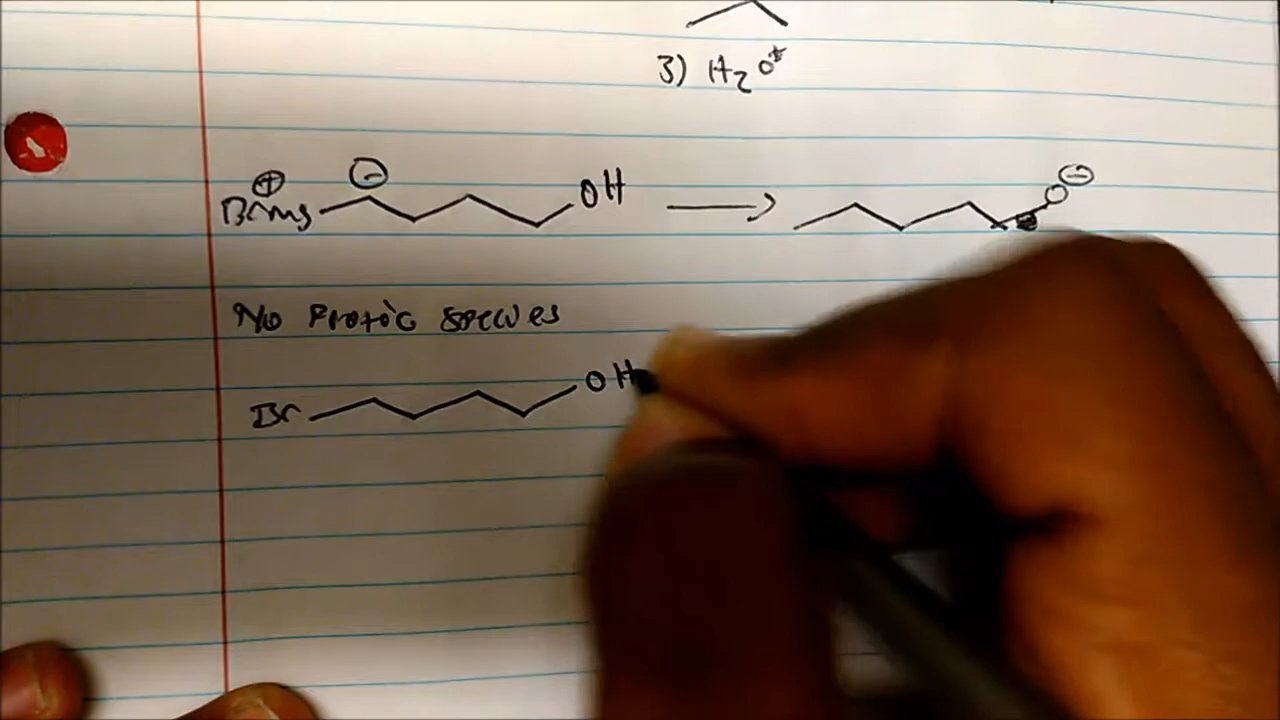 3) H2O+
BrMg⊕ ⊖ OH → O⊖
No Protic species
Br OH